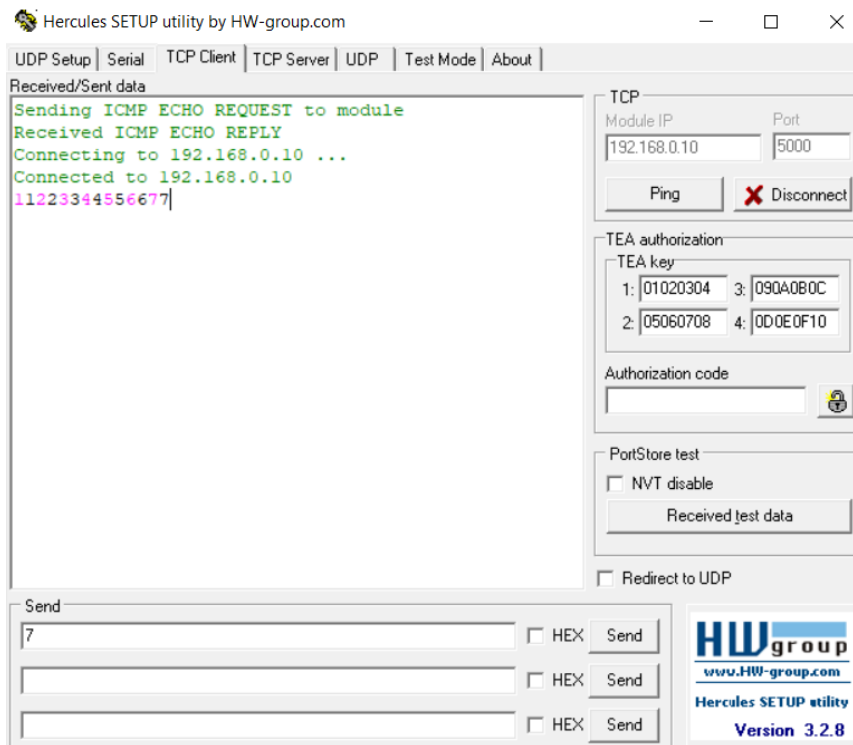 Hercules SETUP utility by HW-group.com
UDP Setup Serial TCP Client TCP Server UDP Test Mode About
Received/Sent data
Sending ICMP ECHO REQUEST to module
Received ICMP ECHO REPLY
Connecting to 192.168.0.10 ...
Connected to 192.168.0.10
11223344556677
TCP
Module IP Port
192.168.0.10 5000
Ping Disconnect
TEA authorization
TEA key
1: 01020304 3: 090A0B0C
2: 05060708 4: 0D0E0F10
Authorization code
PortStore test
NVT disable
Received test data
Redirect to UDP
Send
7 HEX Send
HEX Send
HEX Send
HWgroup
www.HW-group.com
Hercules SETUP utility
Version 3.2.8